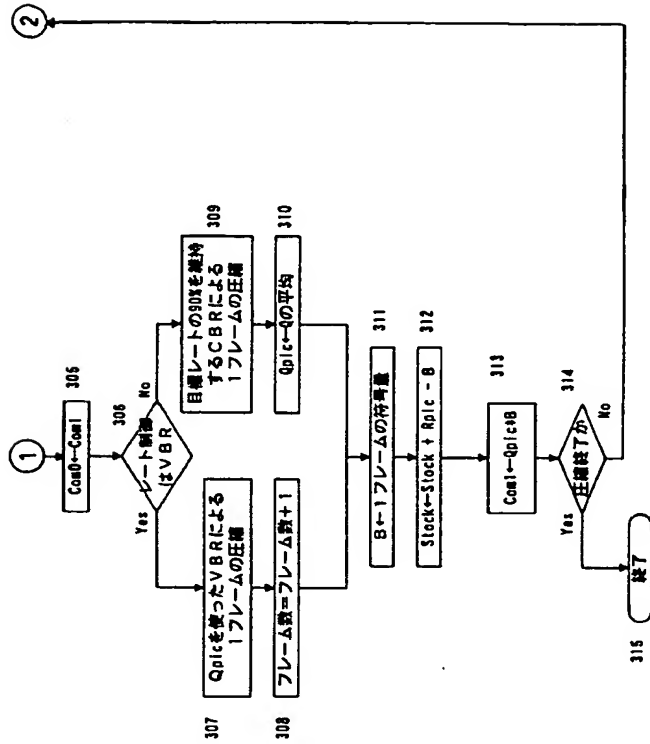 1
305
Com0←Com1
306
レート制御
はVBR
Yes
No
307
Qpicを使ったVBRによる
1フレームの圧縮
308
フレーム数=フレーム数+1
309
目標レートの90%を維持
するCBRによる
1フレームの圧縮
310
Qpic←Qの平均
311
B←1フレームの符号量
312
Stock←Stock + Rpic - B
313
Com1←Qpic*B
314
圧縮終了か
Yes
No
315
終了
2